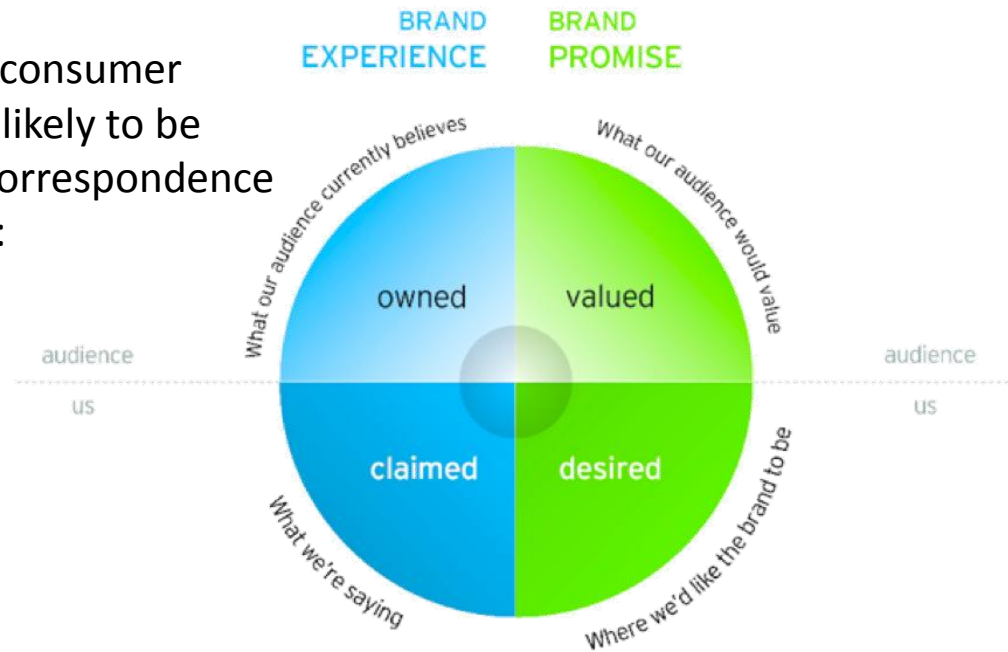 BRAND
EXPERIENCE
BRAND
PROMISE
consumer
likely to be
orrespondence
:
What our audience currently believes
What our audience would value
owned
valued
audience
us
audience
us
claimed
desired
What we're saying
Where we'd like the brand to be